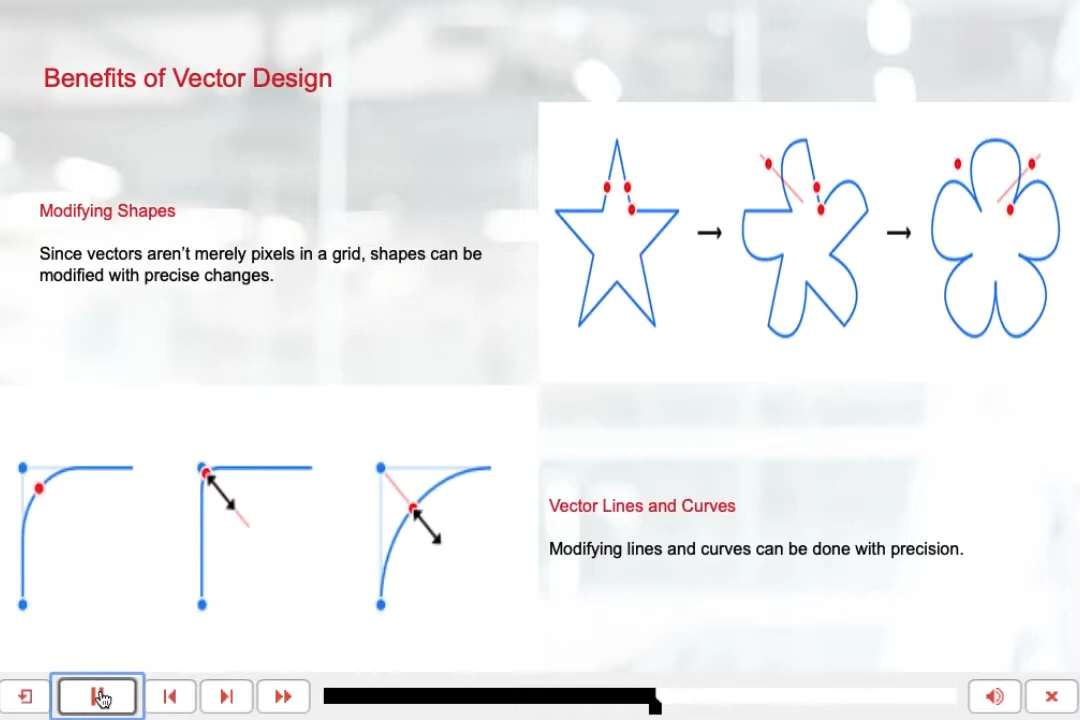 Benefits of Vector Design
Modifying Shapes
Since vectors aren't merely pixels in a grid, shapes can be
modified with precise changes.
Vector Lines and Curves
Modifying lines and curves can be done with precision.